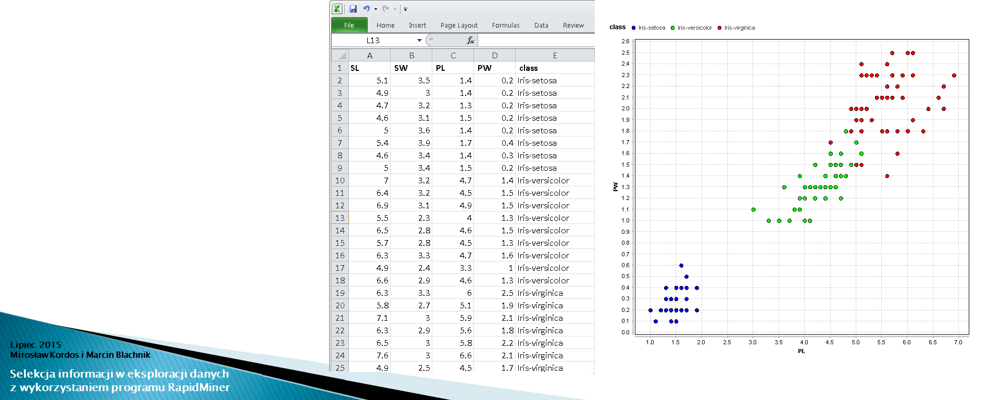 File Home Insert Page Layout Formulas Data Review
L13 fx
A B C D E
1 SL SW PL PW class
2 5.1 3.5 1.4 0.2 Iris-setosa
3 4.9 3 1.4 0.2 Iris-setosa
4 4.7 3.2 1.3 0.2 Iris-setosa
5 4.6 3.1 1.5 0.2 Iris-setosa
6 5 3.6 1.4 0.2 Iris-setosa
7 5.4 3.9 1.7 0.4 Iris-setosa
8 4.6 3.4 1.4 0.3 Iris-setosa
9 5 3.4 1.5 0.2 Iris-setosa
10 7 3.2 4.7 1.4 Iris-versicolor
11 6.4 3.2 4.5 1.5 Iris-versicolor
12 6.9 3.1 4.9 1.5 Iris-versicolor
13 5.5 2.3 4 1.3 Iris-versicolor
14 6.5 2.8 4.6 1.5 Iris-versicolor
15 5.7 2.8 4.5 1.3 Iris-versicolor
16 6.3 3.3 4.7 1.6 Iris-versicolor
17 4.9 2.4 3.3 1 Iris-versicolor
18 6.6 2.9 4.6 1.3 Iris-versicolor
19 6.3 3.3 6 2.5 Iris-virginica
20 5.8 2.7 5.1 1.9 Iris-virginica
21 7.1 3 5.9 2.1 Iris-virginica
22 6.3 2.9 5.6 1.8 Iris-virginica
23 6.5 3 5.8 2.2 Iris-virginica
24 7.6 3 6.6 2.1 Iris-virginica
25 4.9 2.5 4.5 1.7 Iris-virginica
class Iris-setosa Iris-versicolor Iris-virginica
2.6
2.5
2.4
2.3
2.2
2.1
2.0
1.9
1.8
1.7
1.6
1.5
1.4
1.3
1.2
1.1
1.0
0.9
0.8
0.7
0.6
0.5
0.4
0.3
0.2
0.1
0.0
PW
1.0 1.5 2.0 2.5 3.0 3.5 4.0 4.5 5.0 5.5 6.0 6.5 7.0
PL
Lipiec 2015
Mirosław Kordos i Marcin Blachnik
Selekcja informacji w eksploracji danych
z wykorzystaniem programu RapidMiner